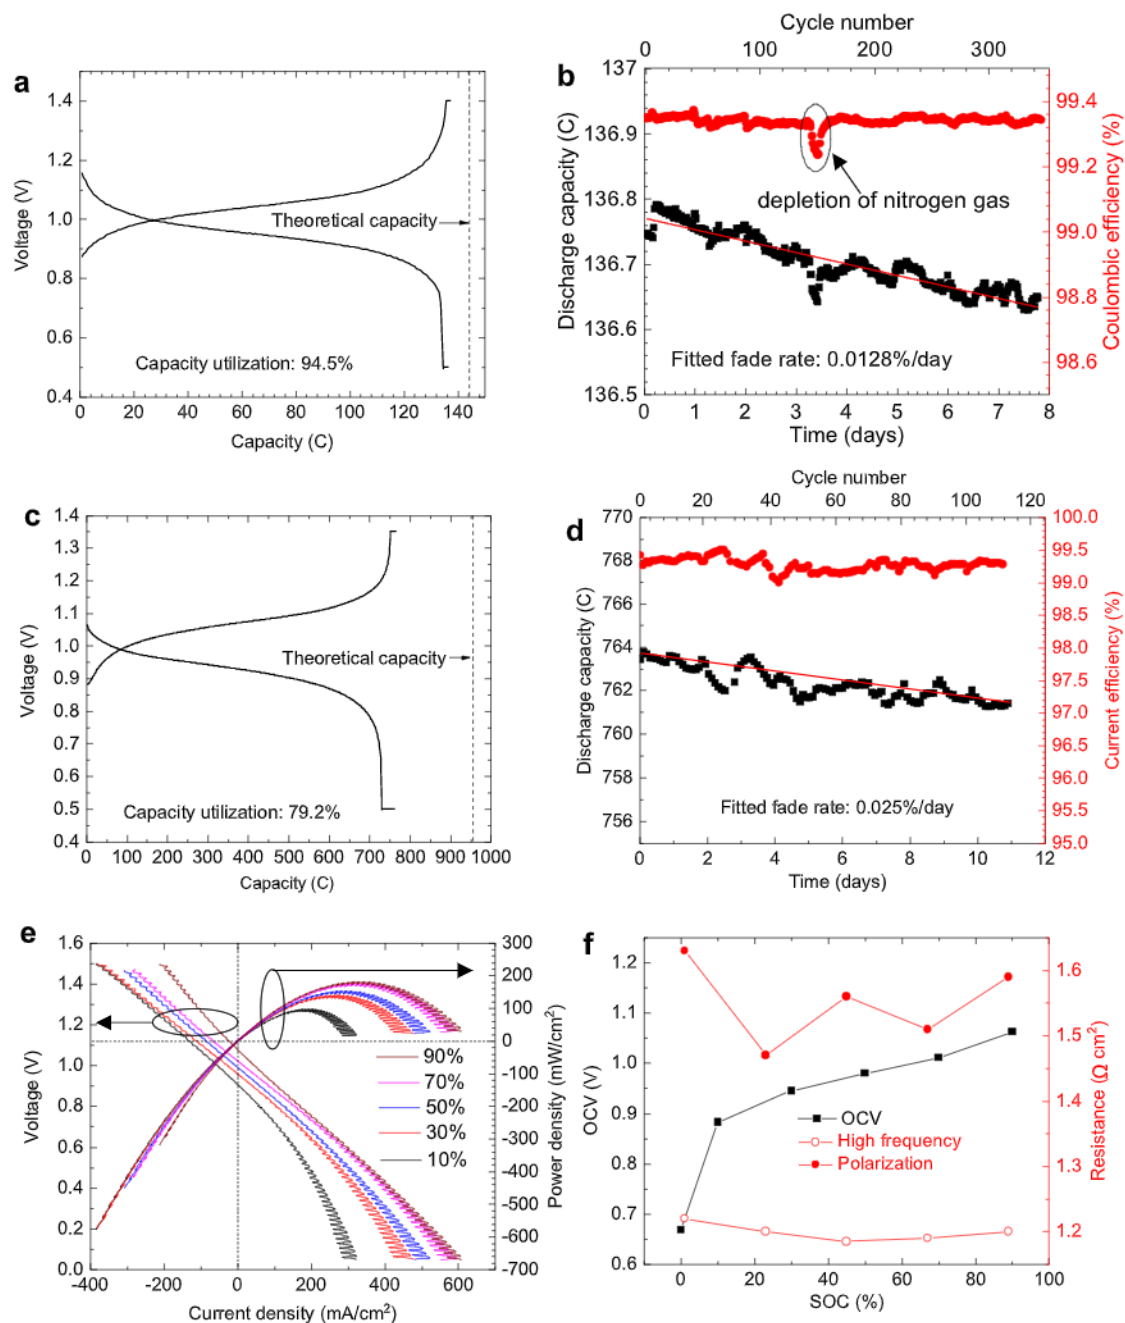 a
1.4
1.2
1.0
0.8
0.6
0.4
Voltage (V)
Theoretical capacity
Capacity utilization: 94.5%
0 20 40 60 80 100 120 140
Capacity (C)
Cycle number
0 100 200 300
b
137
136.9
136.8
136.7
136.6
136.5
Discharge capacity (C)
depletion of nitrogen gas
Fitted fade rate: 0.0128%/day
99.4
99.2
99.0
98.8
98.6
Coulombic efficiency (%)
0 1 2 3 4 5 6 7 8
Time (days)
c
1.4
1.3
1.2
1.1
1.0
0.9
0.8
0.7
0.6
0.5
0.4
Voltage (V)
Theoretical capacity
Capacity utilization: 79.2%
0 100 200 300 400 500 600 700 800 900 1000
Capacity (C)
Cycle number
0 20 40 60 80 100 120
d
770
768
766
764
762
760
758
756
Discharge capacity (C)
Fitted fade rate: 0.025%/day
100.0
99.5
99.0
98.5
98.0
97.5
97.0
96.5
96.0
95.5
95.0
Current efficiency (%)
0 2 4 6 8 10 12
Time (days)
e
1.6
1.4
1.2
1.0
0.8
0.6
0.4
0.2
0.0
Voltage (V)
90%
70%
50%
30%
10%
300
200
100
0
-100
-200
-300
-400
-500
-600
-700
Power density (mW/cm²)
-400 -200 0 200 400 600
Current density (mA/cm²)
f
1.2
1.1
1.0
0.9
0.8
0.7
0.6
OCV (V)
OCV
High frequency
Polarization
1.6
1.5
1.4
1.3
1.2
Resistance (Ω cm²)
0 20 40 60 80 100
SOC (%)